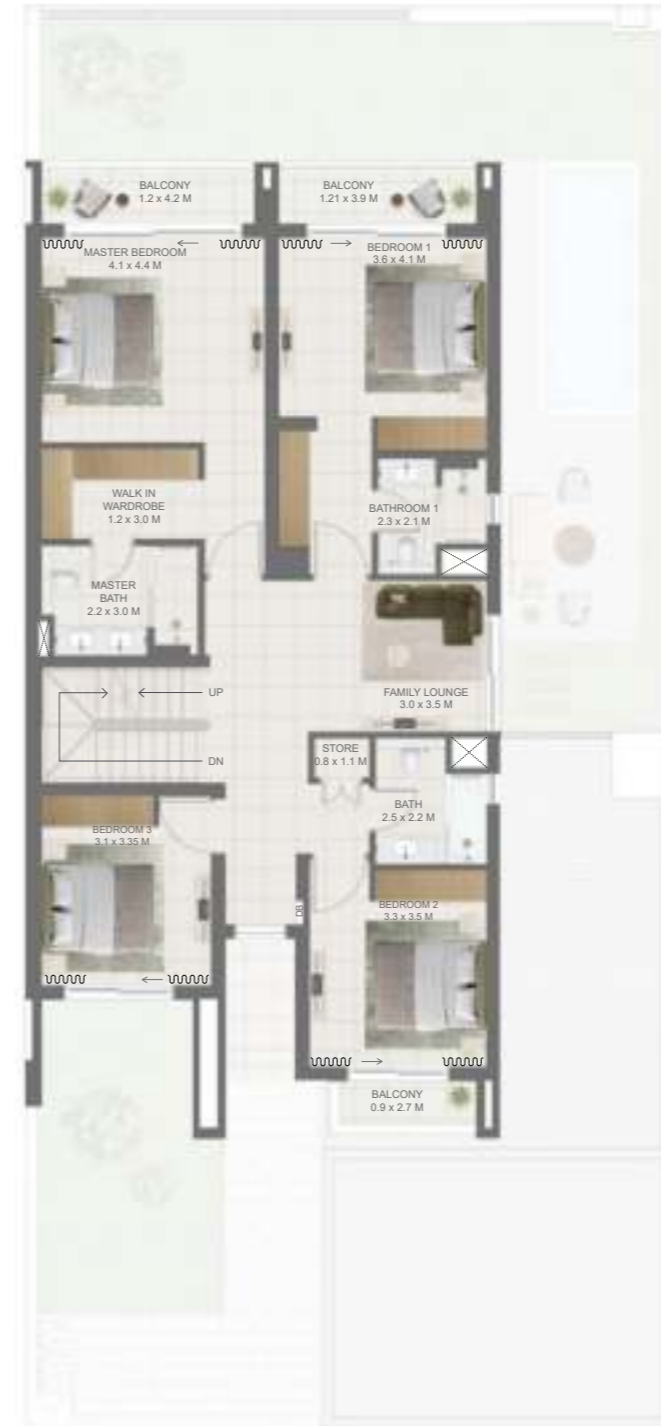 BALCONY
1.2 x 4.2 M
BALCONY
1.21 x 3.9 M
MASTER BEDROOM
4.1 x 4.4 M
BEDROOM 1
3.6 x 4.1 M
WALK IN
WARDROBE
1.2 x 3.0 M
BATHROOM 1
2.3 x 2.1 M
MASTER
BATH
2.2 x 3.0 M
UP
FAMILY LOUNGE
3.0 x 3.5 M
DN
STORE
0.8 x 1.1 M
BATH
2.5 x 2.2 M
BEDROOM 3
3.1 x 3.35 M
DB
BEDROOM 2
3.3 x 3.5 M
BALCONY
0.9 x 2.7 M